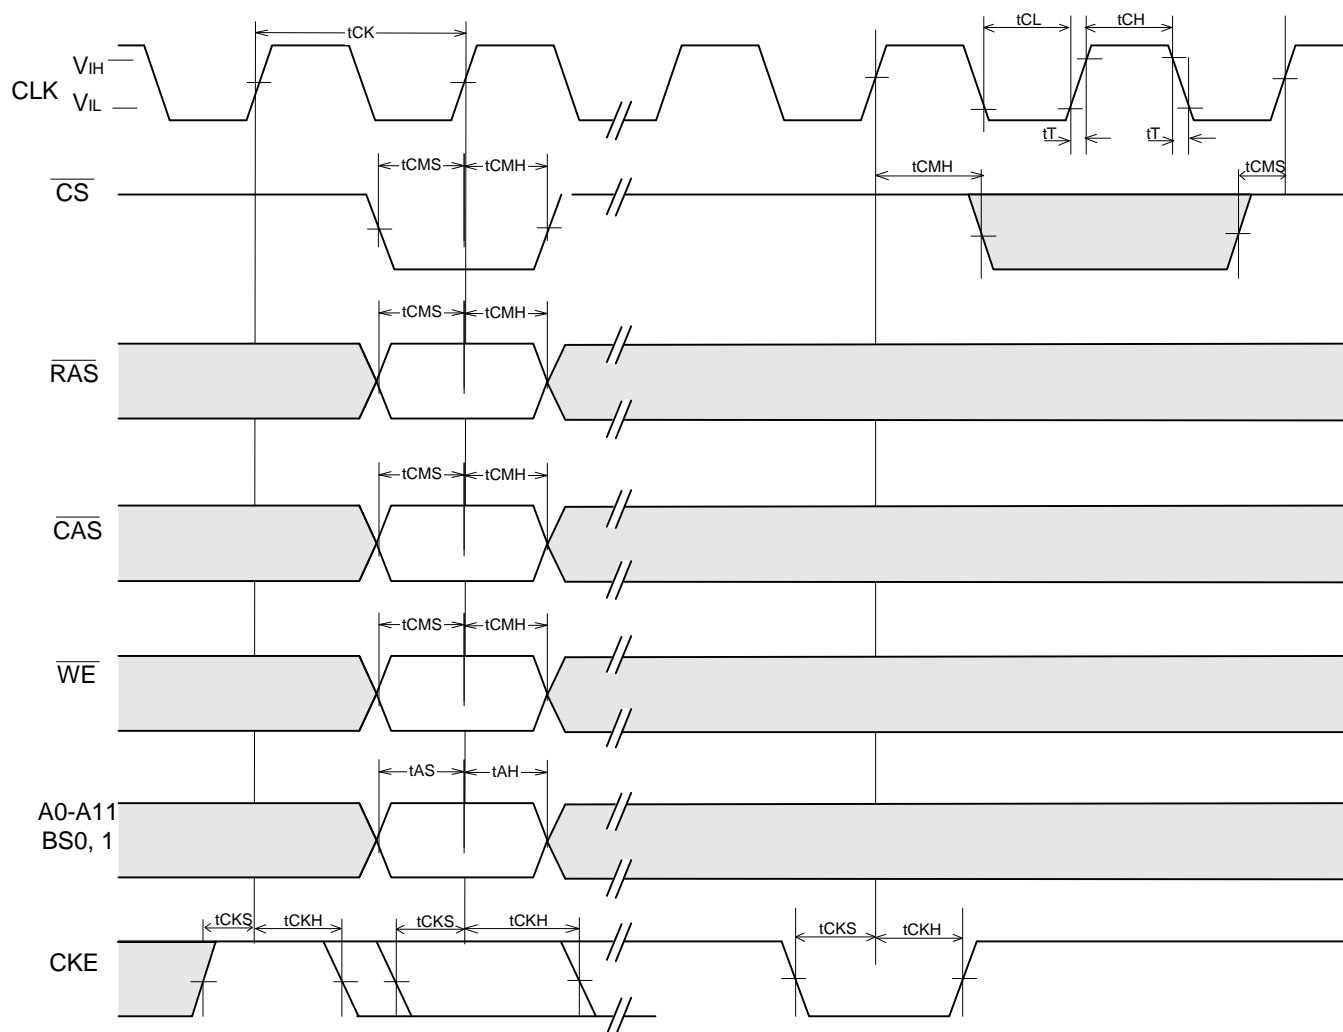 tCK
tCL
tCH
VIH
CLK
VIL
tT
tT
tCMS
tCMH
tCMH
tCMS
CS
tCMS
tCMH
RAS
tCMS
tCMH
CAS
tCMS
tCMH
WE
tAS
tAH
A0-A11
BS0, 1
tCKS
tCKH
tCKS
tCKH
tCKS
tCKH
CKE